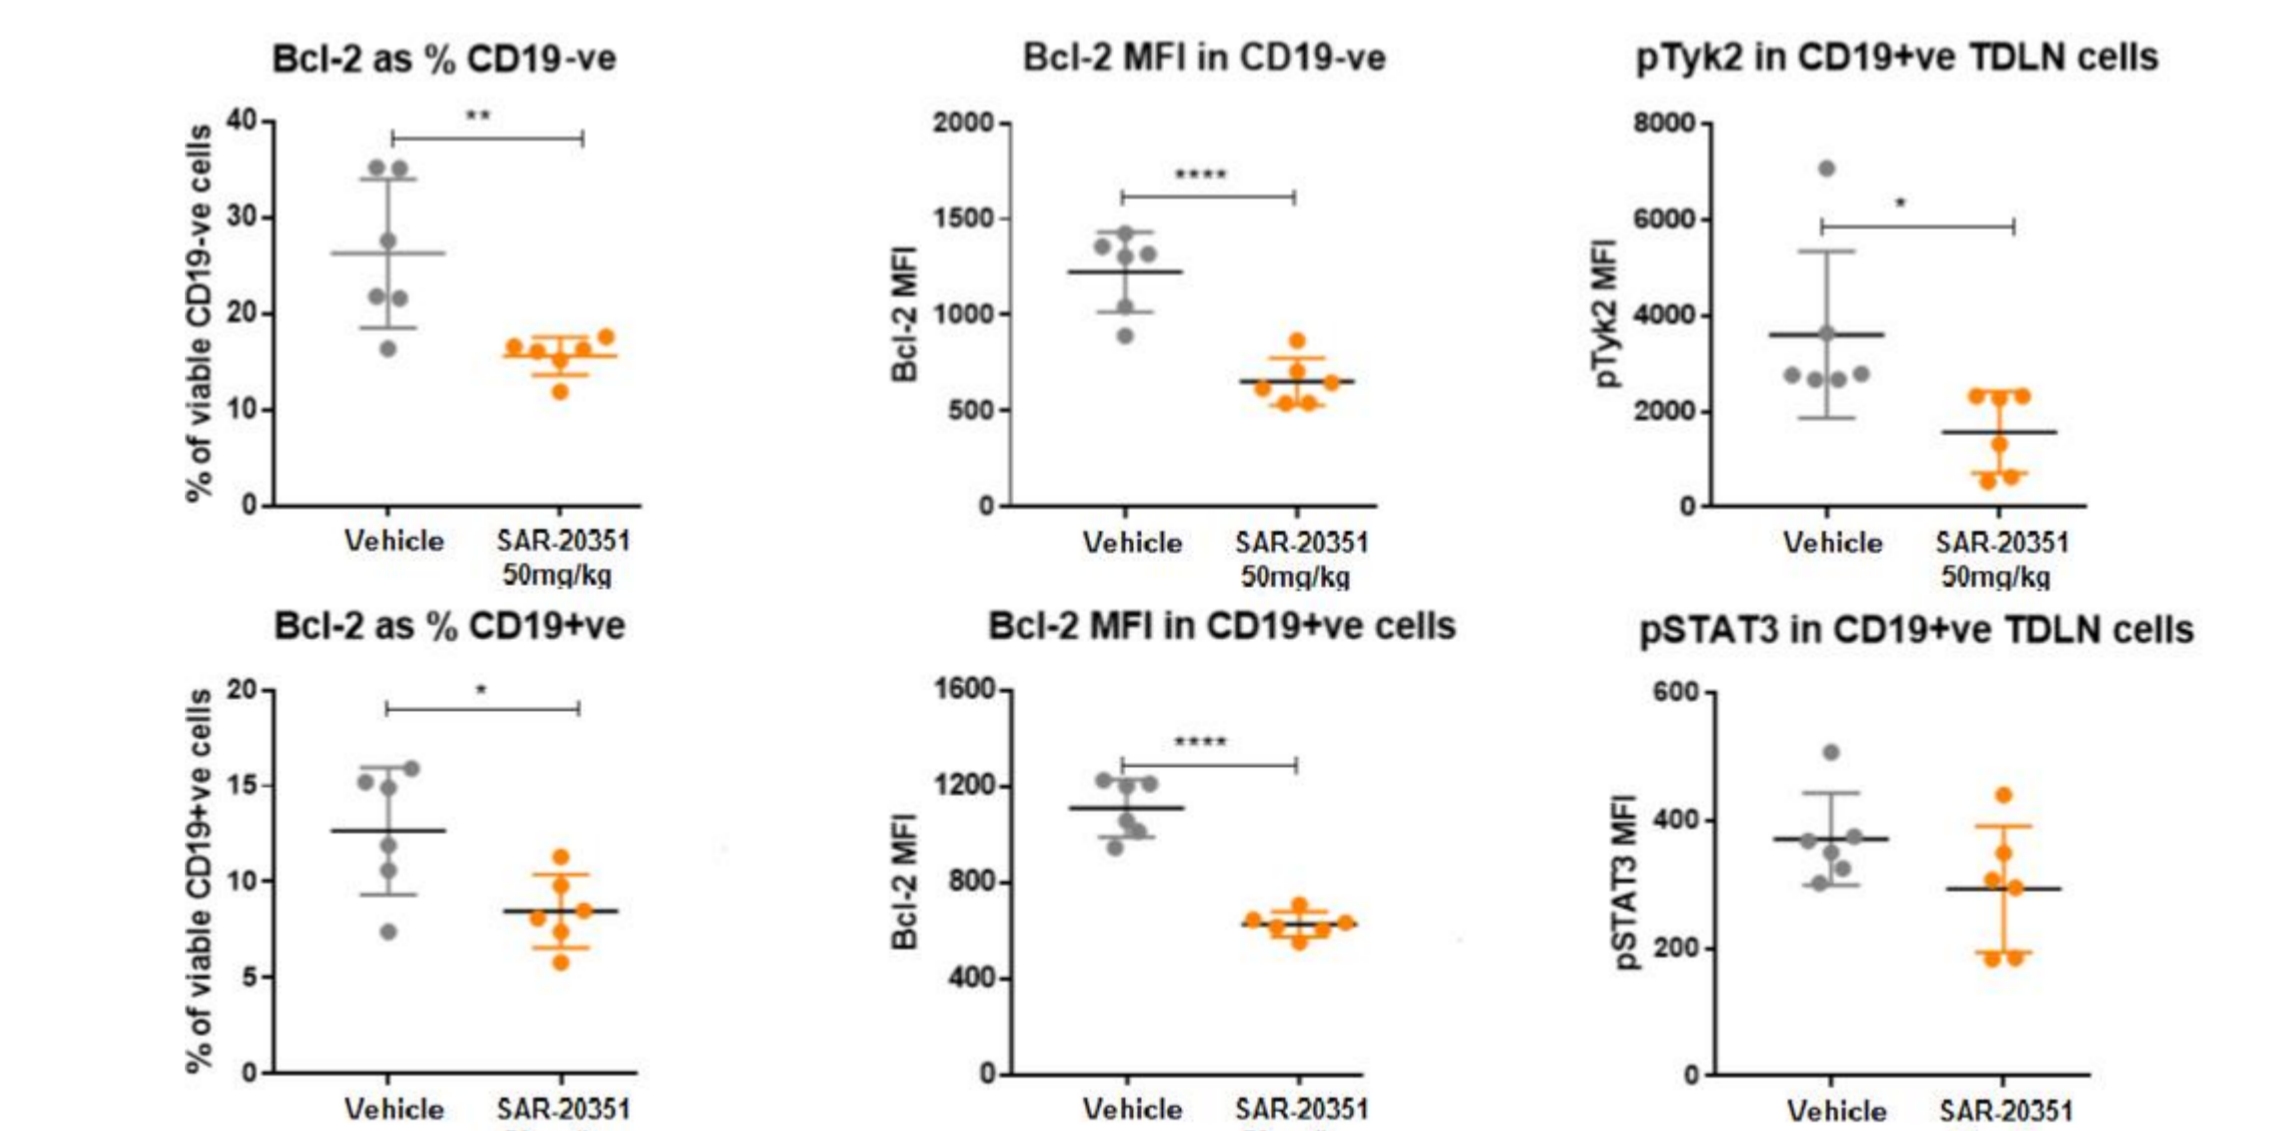 Bcl-2 as % CD19-ve
% of viable CD19-ve cells
40
30
20
10
0
**
Vehicle
SAR-20351
50mg/kg
Bcl-2 MFI in CD19-ve
Bcl-2 MFI
2000
1500
1000
500
0
****
Vehicle
SAR-20351
50mg/kg
pTyk2 in CD19+ve TDLN cells
pTyk2 MFI
8000
6000
4000
2000
0
*
Vehicle
SAR-20351
50mg/kg
Bcl-2 as % CD19+ve
% of viable CD19+ve cells
20
15
10
5
0
*
Vehicle
SAR-20351
Bcl-2 MFI in CD19+ve cells
Bcl-2 MFI
1600
1200
800
400
0
****
Vehicle
SAR-20351
pSTAT3 in CD19+ve TDLN cells
pSTAT3 MFI
600
400
200
0
Vehicle
SAR-20351